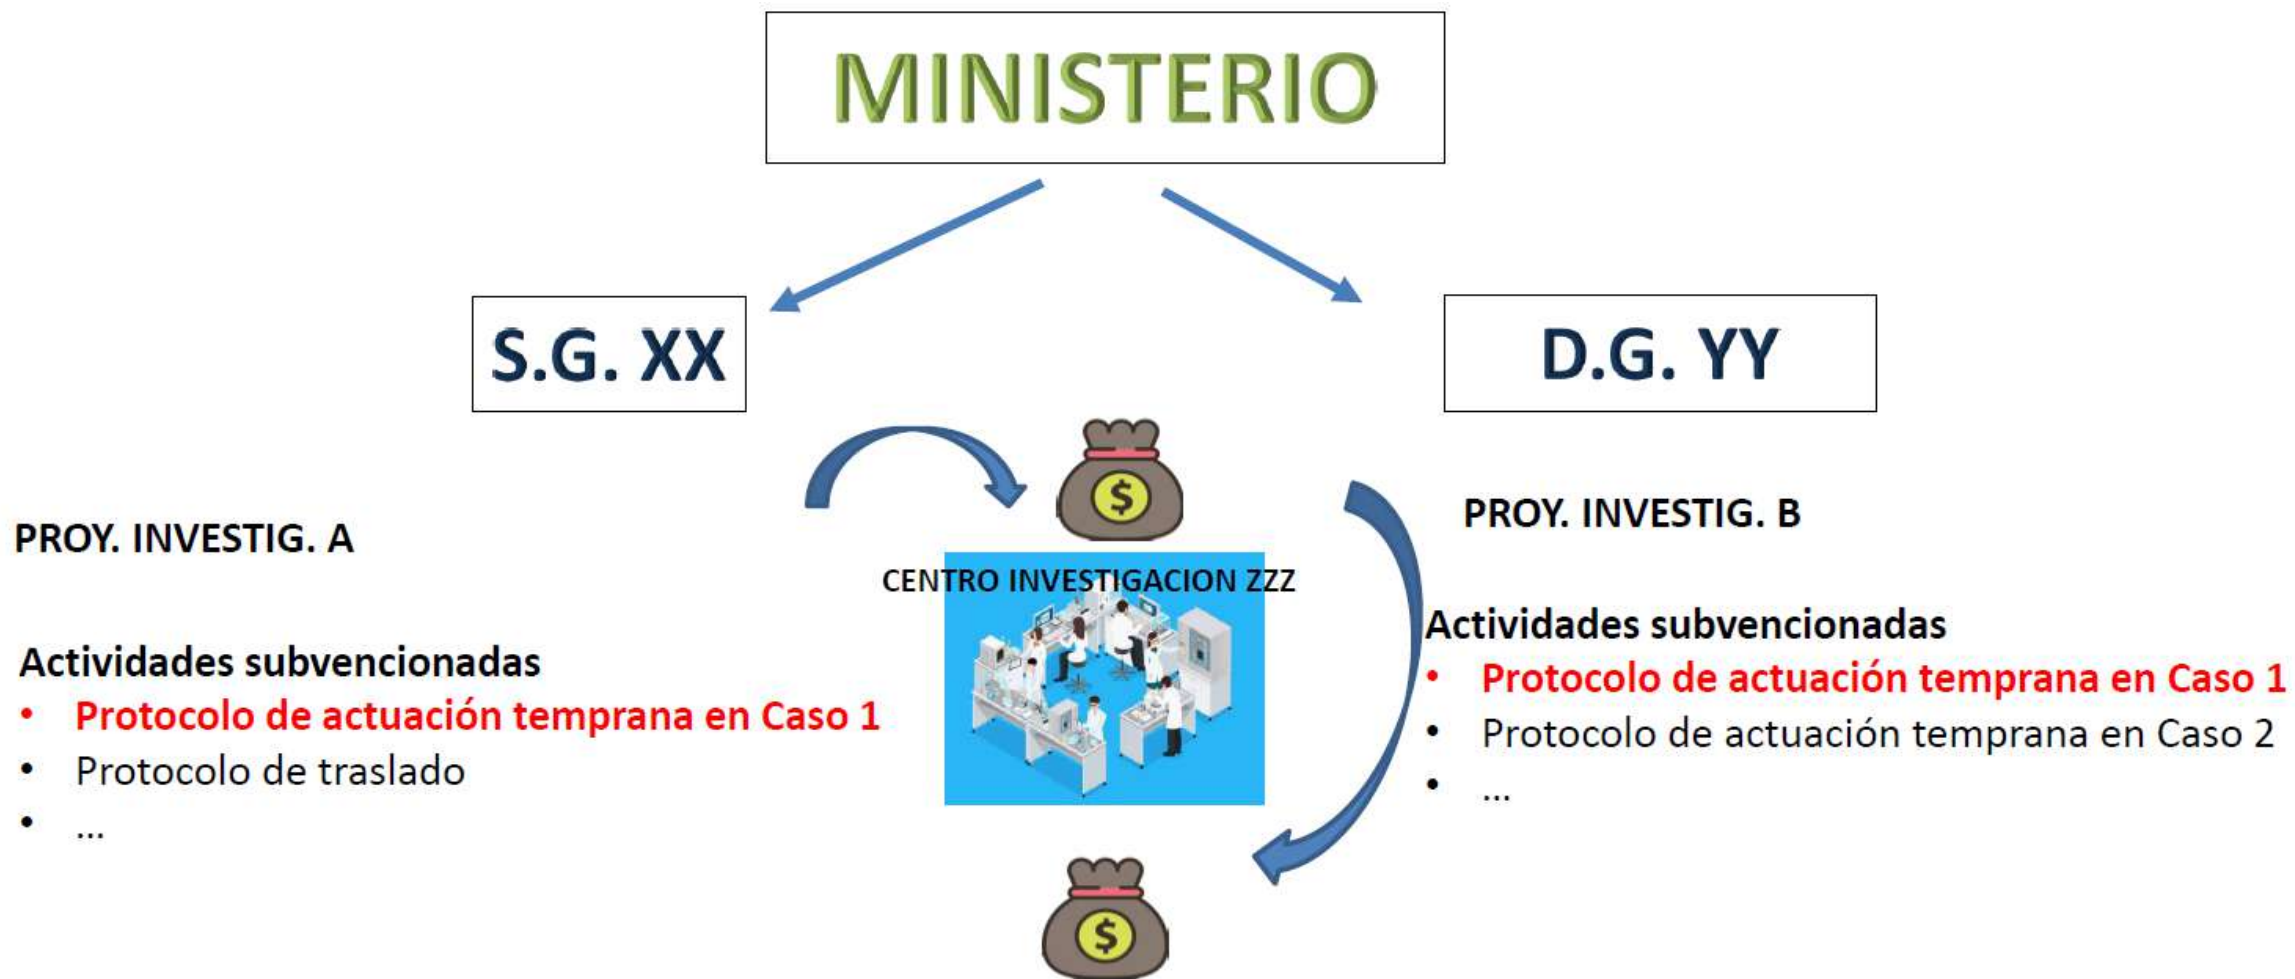 MINISTERIO
S.G. XX
D.G. YY
PROY. INVESTIG. A
Actividades subvencionadas
• Protocolo de actuación temprana en Caso 1
• Protocolo de traslado
• ...
$
CENTRO INVESTIGACION ZZZ
$
PROY. INVESTIG. B
Actividades subvencionadas
• Protocolo de actuación temprana en Caso 1
• Protocolo de actuación temprana en Caso 2
• ...